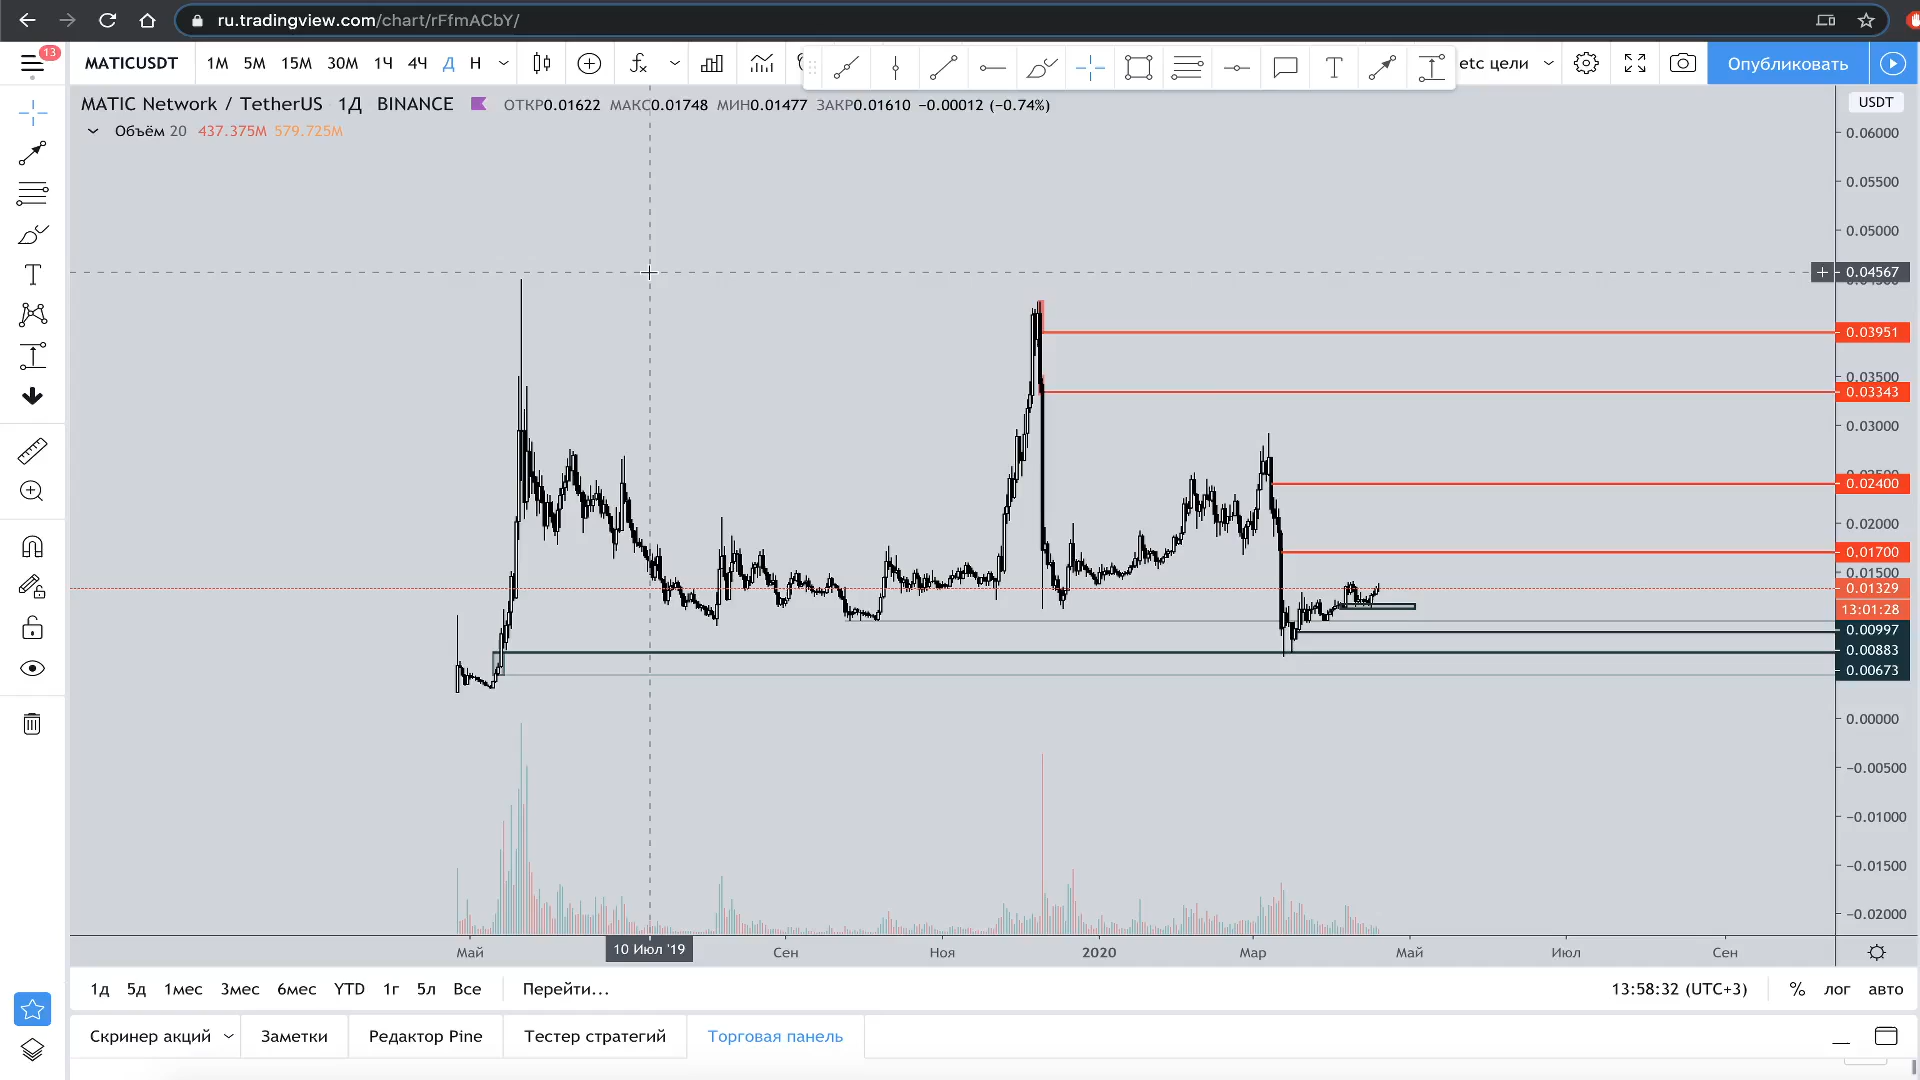 ru.tradingview.com/chart/rFfmACbY/
13
MATICUSDT 1М 5М 15М 30М 1Ч 4Ч Д Н etc цели Опубликовать
MATIC Network / TetherUS 1Д BINANCE ОТКР0.01622 МАКС0.01748 МИН0.01477 ЗАКР0.01610 −0.00012 (−0.74%)
USDT
Объём 20 437.375M 579.725M
0.06000
0.05500
0.05000
0.04567
0.03951
0.03500
0.03343
0.03000
0.02400
0.02000
0.01700
0.01500
0.01329
13:01:28
0.00997
0.00883
0.00673
0.00000
−0.00500
−0.01000
−0.01500
−0.02000
Май 10 Июл '19 Сен Ноя 2020 Мар Май Июл Сен
1д 5д 1мес 3мес 6мес YTD 1г 5л Все Перейти... 13:58:32 (UTC+3) % лог авто
Скринер акций Заметки Редактор Pine Тестер стратегий Торговая панель